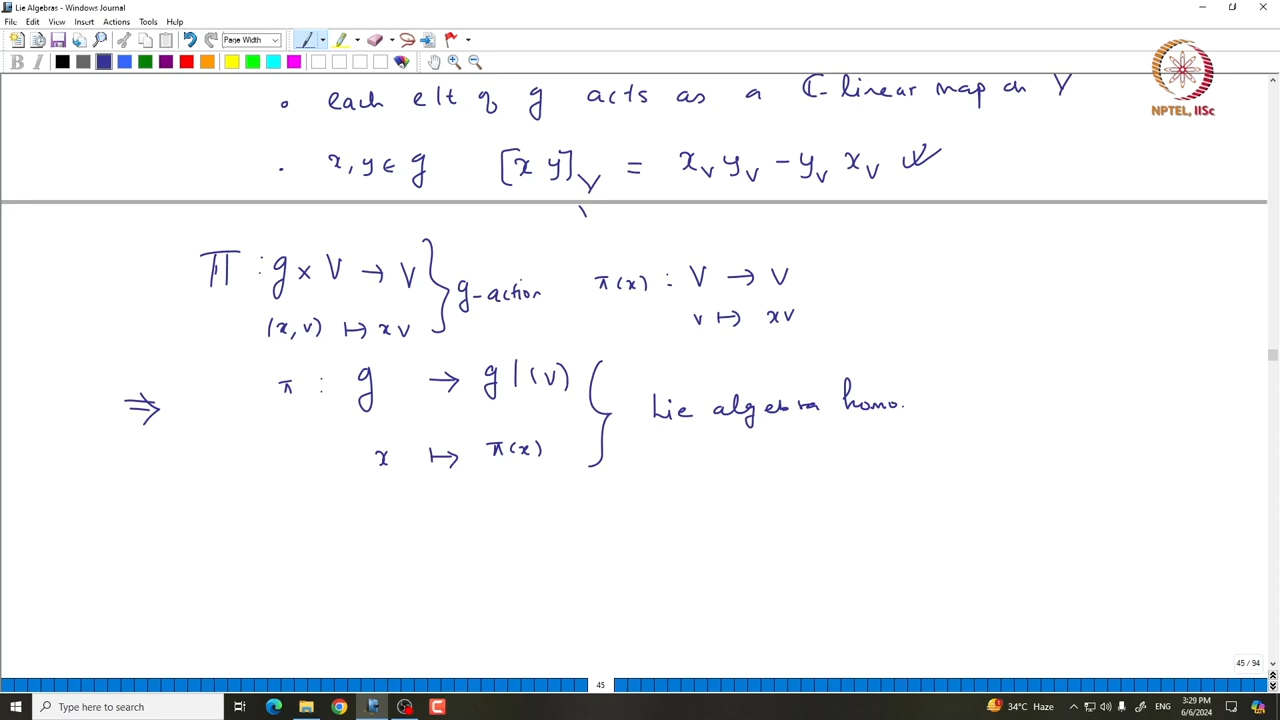 Lie Algebras - Windows Journal
File Edit View Insert Actions Tools Help
Page Width
B I
NPTEL, IISc
• each elt of g acts as a ℂ-linear map on V
• x, y ∈ g [x y]_V = x_V y_V - y_V x_V
π : g × V → V } g-action π(x) : V → V
(x, v) ↦ xv v ↦ xv
⇒ π : g → gl(V) } Lie algebra homo.
x ↦ π(x)
45 / 94
45
Type here to search
34°C Haze
ENG
3:29 PM
6/6/2024